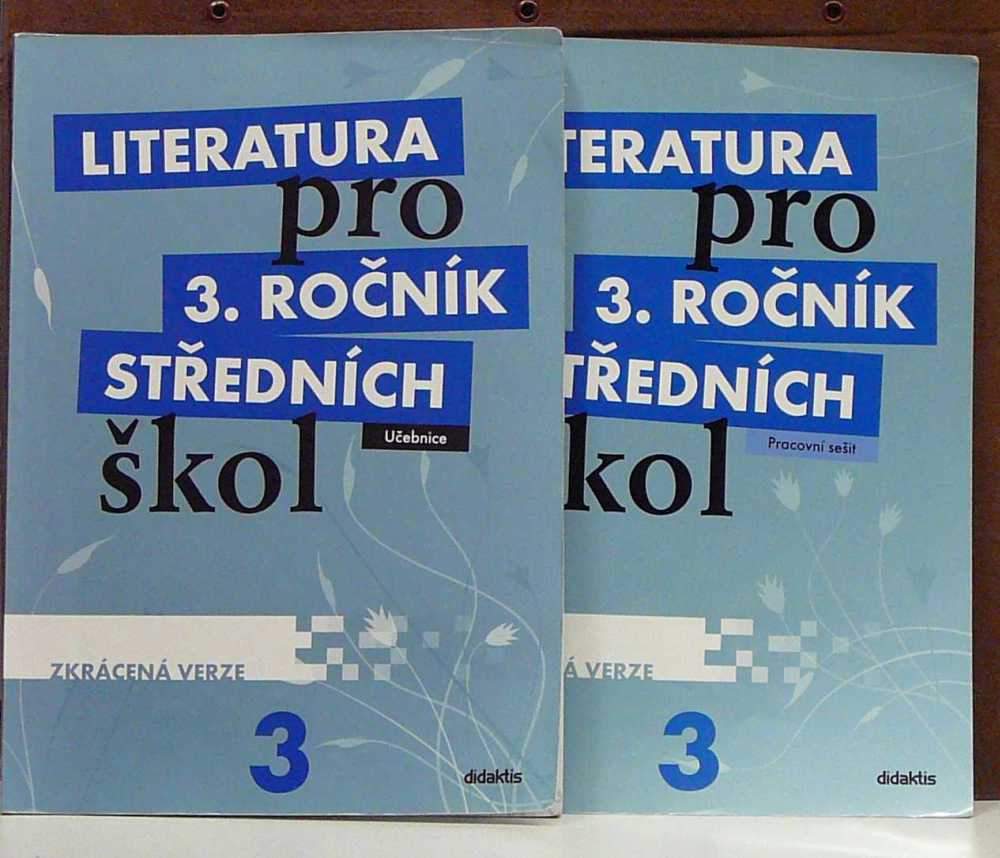 LITERATURA
pro
3. ROČNÍK
STŘEDNÍCH
škol
Učebnice
ZKRÁCENÁ VERZE
3
didaktis
TERATURA
pro
3. ROČNÍK
TŘEDNÍCH
kol
Pracovní sešit
Á VERZE
3
didaktis